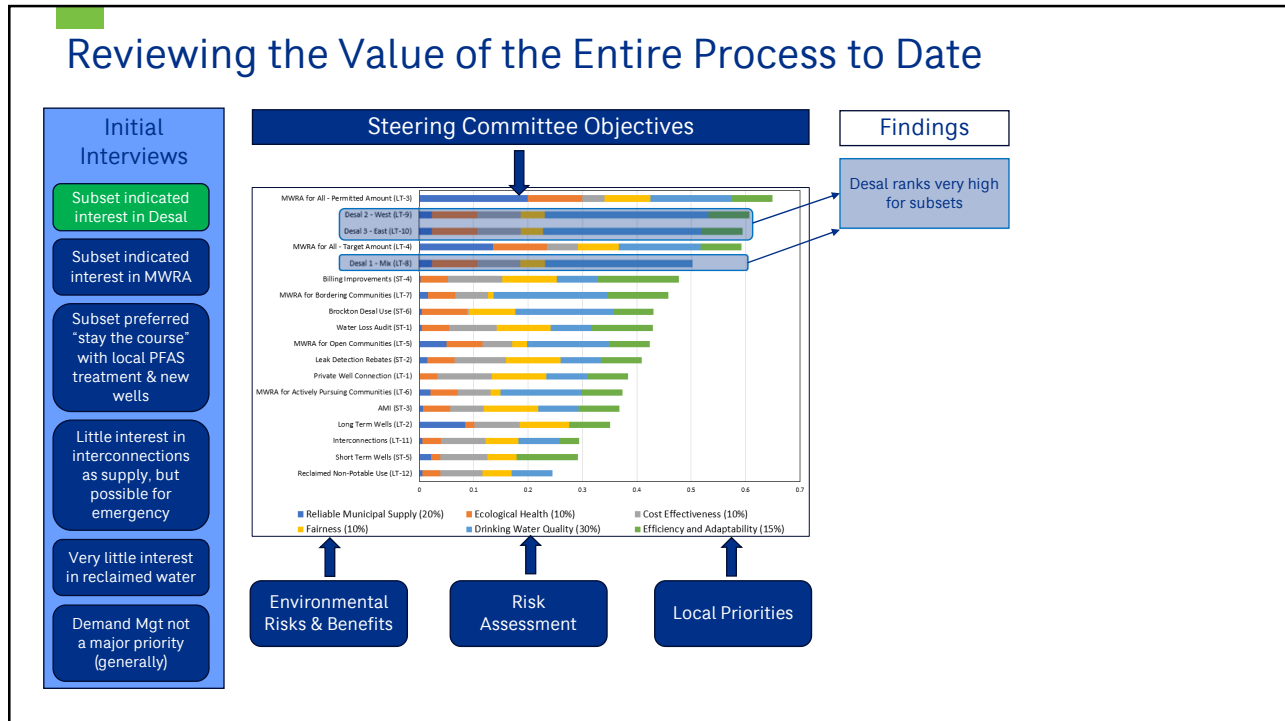 Reviewing the Value of the Entire Process to Date
Initial
Interviews
Subset indicated
interest in Desal
Subset indicated
interest in MWRA
Subset preferred
“stay the course”
with local PFAS
treatment & new
wells
Little interest in
interconnections
as supply, but
possible for
emergency
Very little interest
in reclaimed water
Demand Mgt not
a major priority
(generally)
Steering Committee Objectives
MWRA for All - Permitted Amount (LT-3)
Desal 2 - West (LT-9)
Desal 3 - East (LT-10)
MWRA for All - Target Amount (LT-4)
Desal 1 - Mix (LT-8)
Billing Improvements (ST-4)
MWRA for Bordering Communities (LT-7)
Brockton Desal Use (ST-6)
Water Loss Audit (ST-1)
MWRA for Open Communities (LT-5)
Leak Detection Rebates (ST-2)
Private Well Connection (LT-1)
MWRA for Actively Pursuing Communities (LT-6)
AMI (ST-3)
Long Term Wells (LT-2)
Interconnections (LT-11)
Short Term Wells (ST-5)
Reclaimed Non-Potable Use (LT-12)
0 0.1 0.2 0.3 0.4 0.5 0.6 0.7
Reliable Municipal Supply (20%) Ecological Health (10%) Cost Effectiveness (10%)
Fairness (10%) Drinking Water Quality (30%) Efficiency and Adaptability (15%)
Environmental
Risks & Benefits
Risk
Assessment
Local Priorities
Findings
Desal ranks very high
for subsets